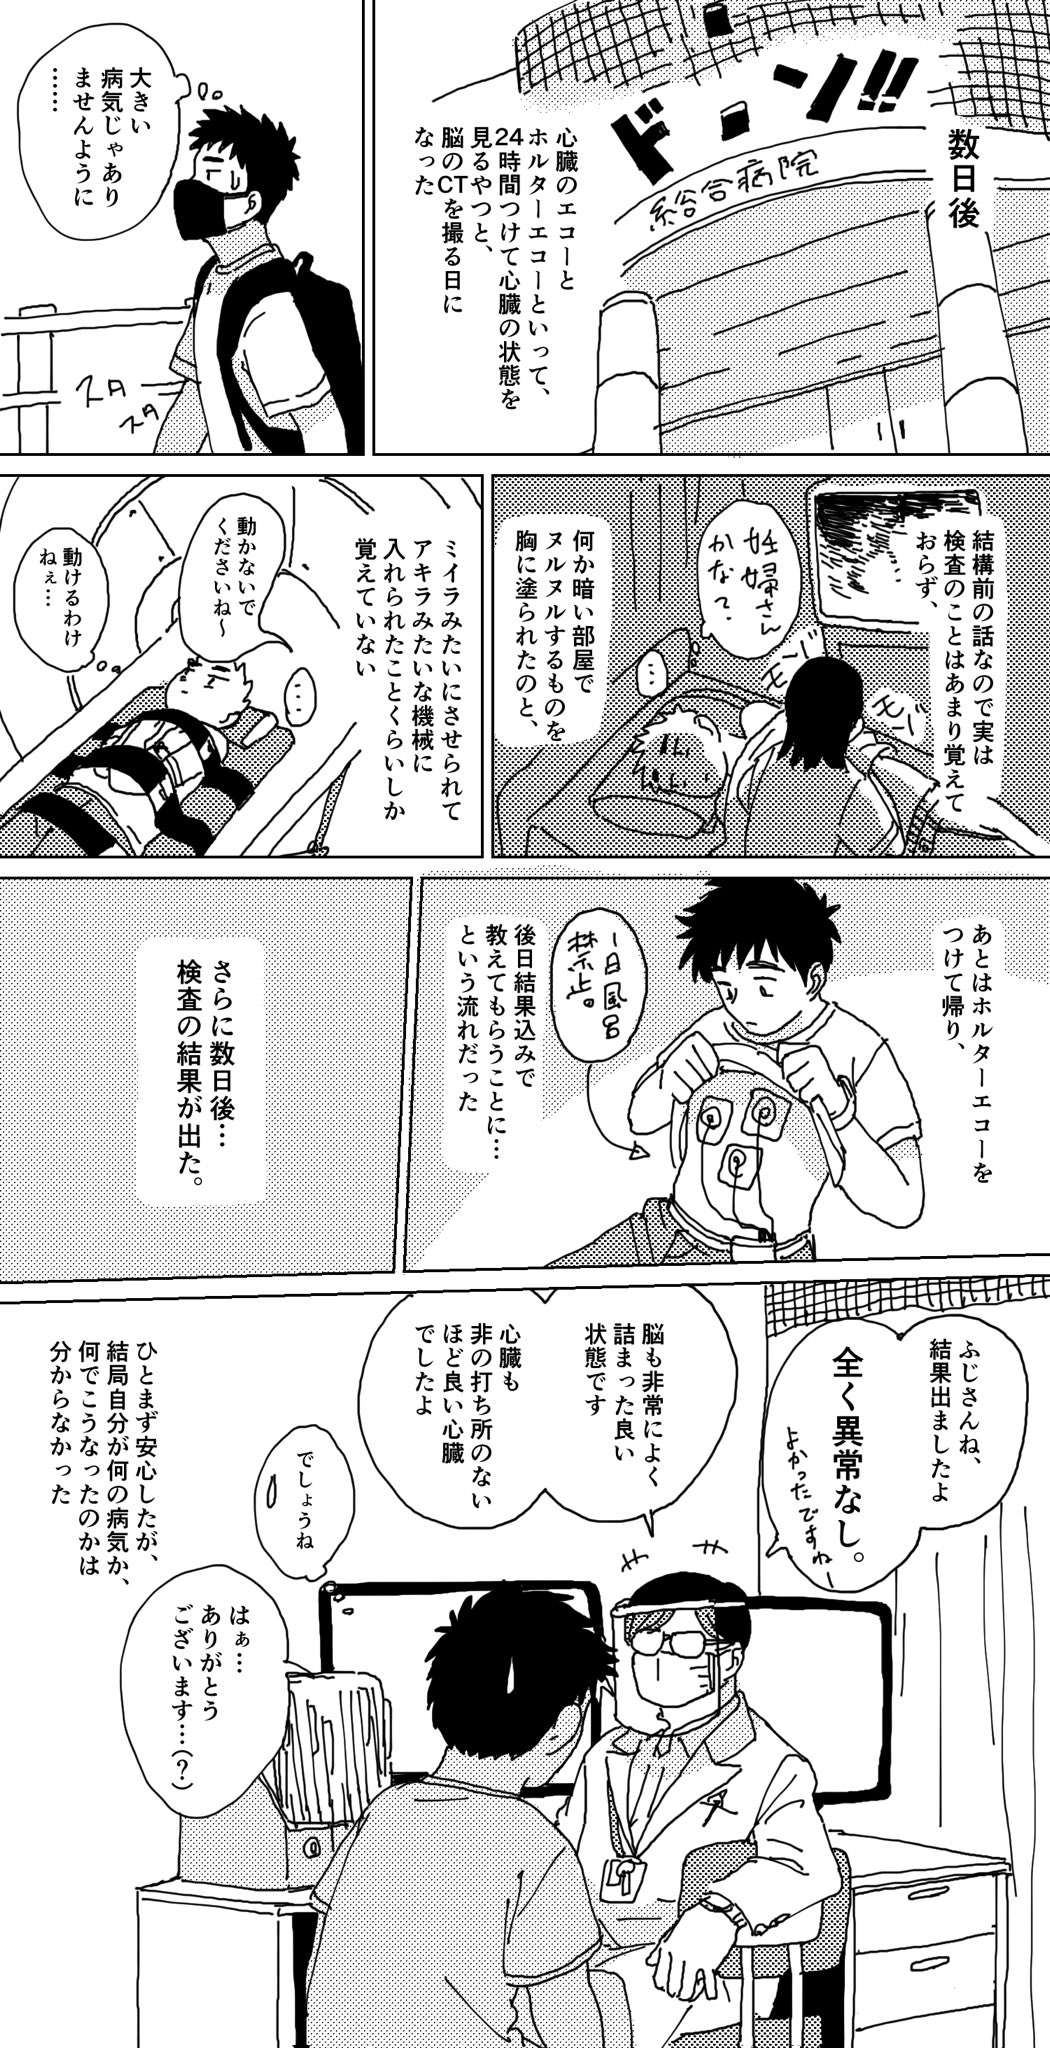 数日後
ドーン!!
総合病院
心臓のエコーと
ホルターエコーといって、
24時間つけて心臓の状態を
見るやつと、
脳のCTを撮る日に
なった
大きい
病気じゃあり
ませんように
……
スタ
スタ
結構前の話なので実は
検査のことはあまり覚えて
おらず、
妊婦さん
かな?
モンパ
モンパ
…
何か暗い部屋で
ヌルヌルするものを
胸に塗られたのと、
ミイラみたいにさせられて
アキラみたいな機械に
入れられたことくらいしか
覚えていない
動かないで
くださいね〜
…
動けるわけ
ねぇ…
あとはホルターエコーを
つけて帰り、
一日風呂
禁止。
後日結果込みで
教えてもらうことに…
という流れだった
さらに数日後…
検査の結果が出た。
ふじさんね、
結果出ましたよ
全く異常なし。
よかったですねー
脳も非常によく
詰まった良い
状態です
心臓も
非の打ち所のない
ほど良い心臓
でしたよ
でしょうね
はぁ…
ありがとう
ございます…(?)
ひとまず安心したが、
結局自分が何の病気か、
何でこうなったのかは
分からなかった